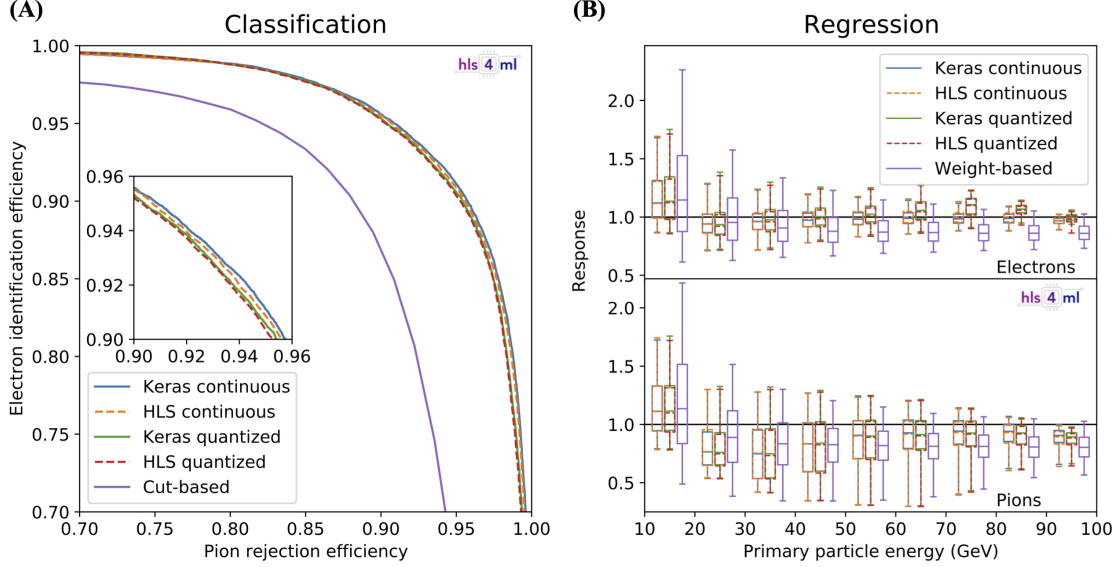 (A)
Classification
Electron identification efficiency
1.00
0.95
0.90
0.85
0.80
0.75
0.70
hls 4 ml
0.96
0.94
0.92
0.90
0.90 0.92 0.94 0.96
Keras continuous
HLS continuous
Keras quantized
HLS quantized
Cut-based
0.70 0.75 0.80 0.85 0.90 0.95 1.00
Pion rejection efficiency
(B)
Regression
Response
2.0
1.5
1.0
0.5
Keras continuous
HLS continuous
Keras quantized
HLS quantized
Weight-based
Electrons
2.0
1.5
1.0
0.5
hls 4 ml
Pions
10 20 30 40 50 60 70 80 90 100
Primary particle energy (GeV)